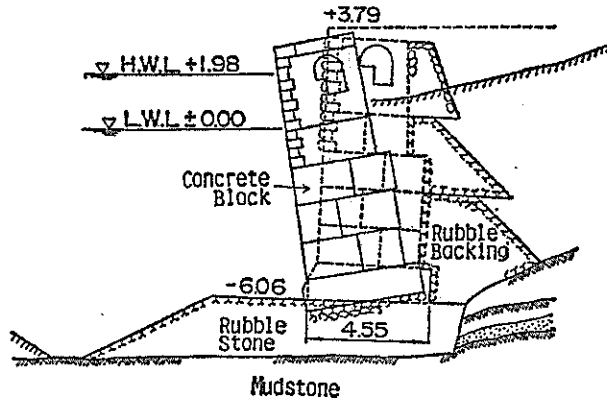 +3.79
H.W.L. +1.98
L.W.L. ±0.00
Concrete
Block
Rubble
Backing
-6.06
Rubble
Stone
4.55
Mudstone